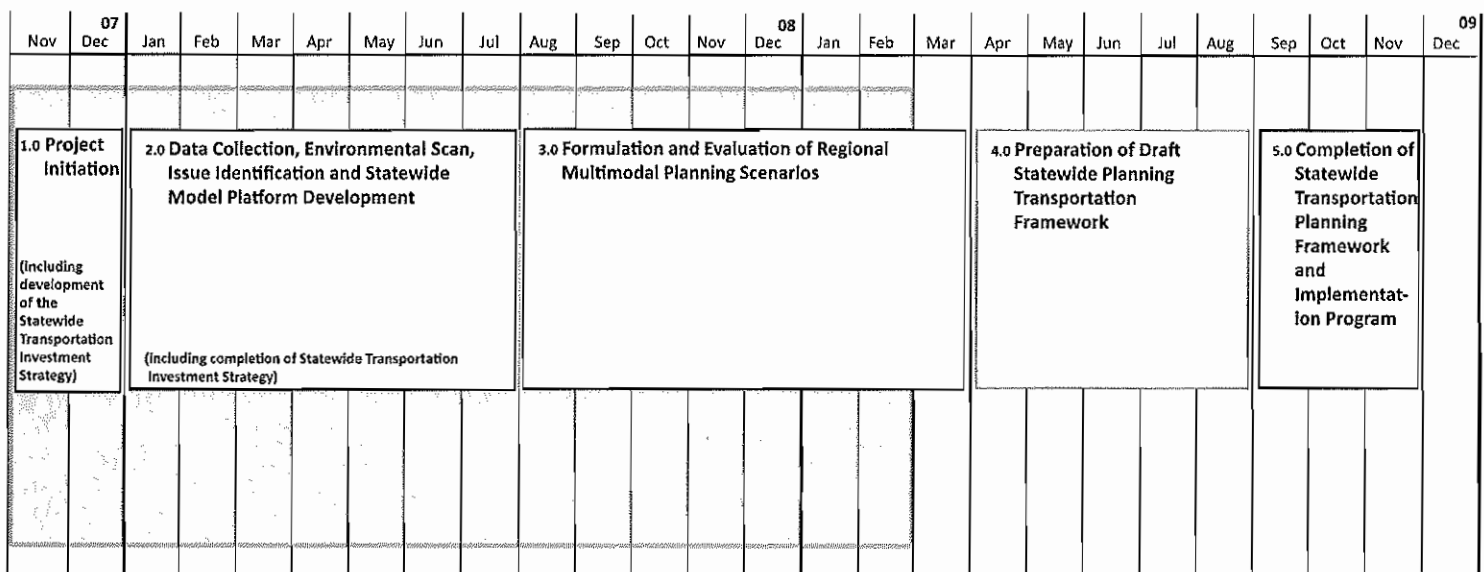 07
08
09
Nov Dec Jan Feb Mar Apr May Jun Jul Aug Sep Oct Nov Dec Jan Feb Mar Apr May Jun Jul Aug Sep Oct Nov Dec
1.0 Project
Initiation
(including
development
of the
Statewide
Transportation
Investment
Strategy)
2.0 Data Collection, Environmental Scan,
Issue Identification and Statewide
Model Platform Development
(including completion of Statewide Transportation
Investment Strategy)
3.0 Formulation and Evaluation of Regional
Multimodal Planning Scenarios
4.0 Preparation of Draft
Statewide Planning
Transportation
Framework
5.0 Completion of
Statewide
Transportation
Planning
Framework
and
Implementat-
ion Program